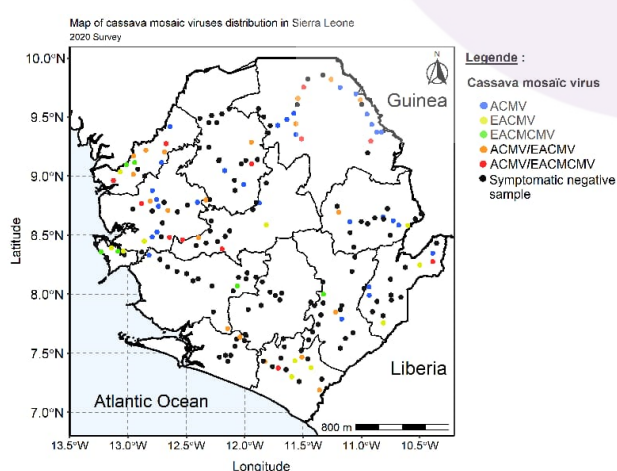 Map of cassava mosaic viruses distribution in Sierra Leone
2020 Survey
10.0°N
9.5°N
9.0°N
8.5°N
8.0°N
7.5°N
7.0°N
Latitude
N
Guinea
Liberia
Atlantic Ocean
800 m
13.5°W 13.0°W 12.5°W 12.0°W 11.5°W 11.0°W 10.5°W
Longitude
Legende :
Cassava mosaïc virus
ACMV
EACMV
EACMCMV
ACMV/EACMV
ACMV/EACMCMV
Symptomatic negative
sample